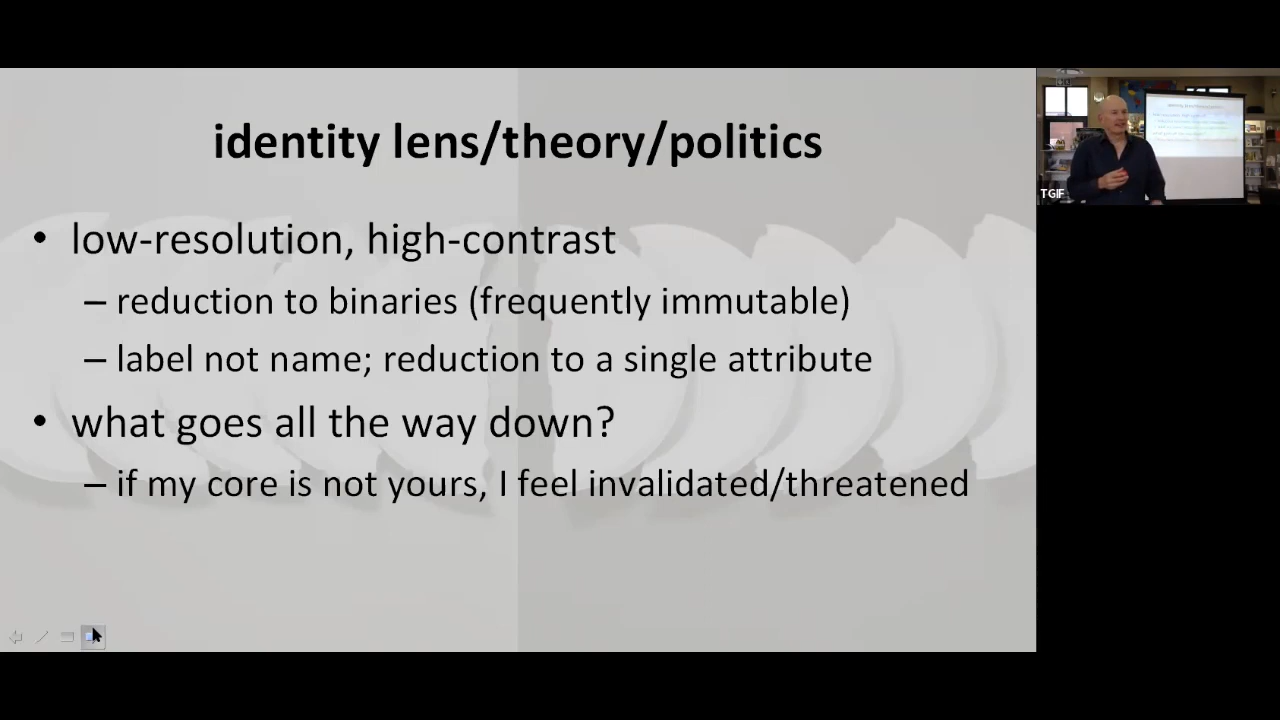 identity lens/theory/politics
• low-resolution, high-contrast
– reduction to binaries (frequently immutable)
– label not name; reduction to a single attribute
• what goes all the way down?
– if my core is not yours, I feel invalidated/threatened
TGIF